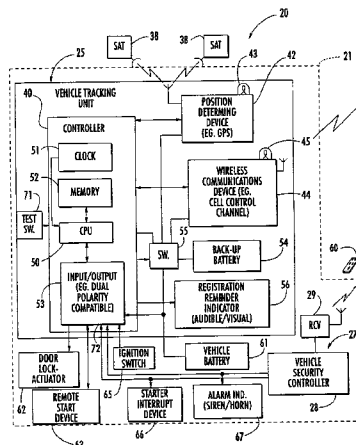 20
38
SAT
SAT
38
43
25
42
21
VEHICLE TRACKING
UNIT
40
CONTROLLER
POSITION
DETERMING
DEVICE
(EG. GPS)
51
CLOCK
45
52
MEMORY
WIRELESS
COMMUNICATIONS
DEVICE (EG.
CELL CONTROL
CHANNEL)
71
TEST
SW.
CPU
55
44
50
SW.
BACK-UP
BATTERY
54
60
53
INPUT/OUTPUT
(EG. DUAL
POLARITY
COMPATIBLE)
REGISTRATION
REMINDER
INDICATOR
(AUDIBLE/VISUAL)
56
29
72
RCV
27
DOOR
LOCK-
ACTUATOR
IGNITION
SWITCH
VEHICLE
BATTERY
61
VEHICLE
SECURITY
CONTROLLER
62
65
REMOTE
START DEVICE
STARTER
INTERRUPT
DEVICE
ALARM IND.
(SIREN/HORN)
28
63
66
67